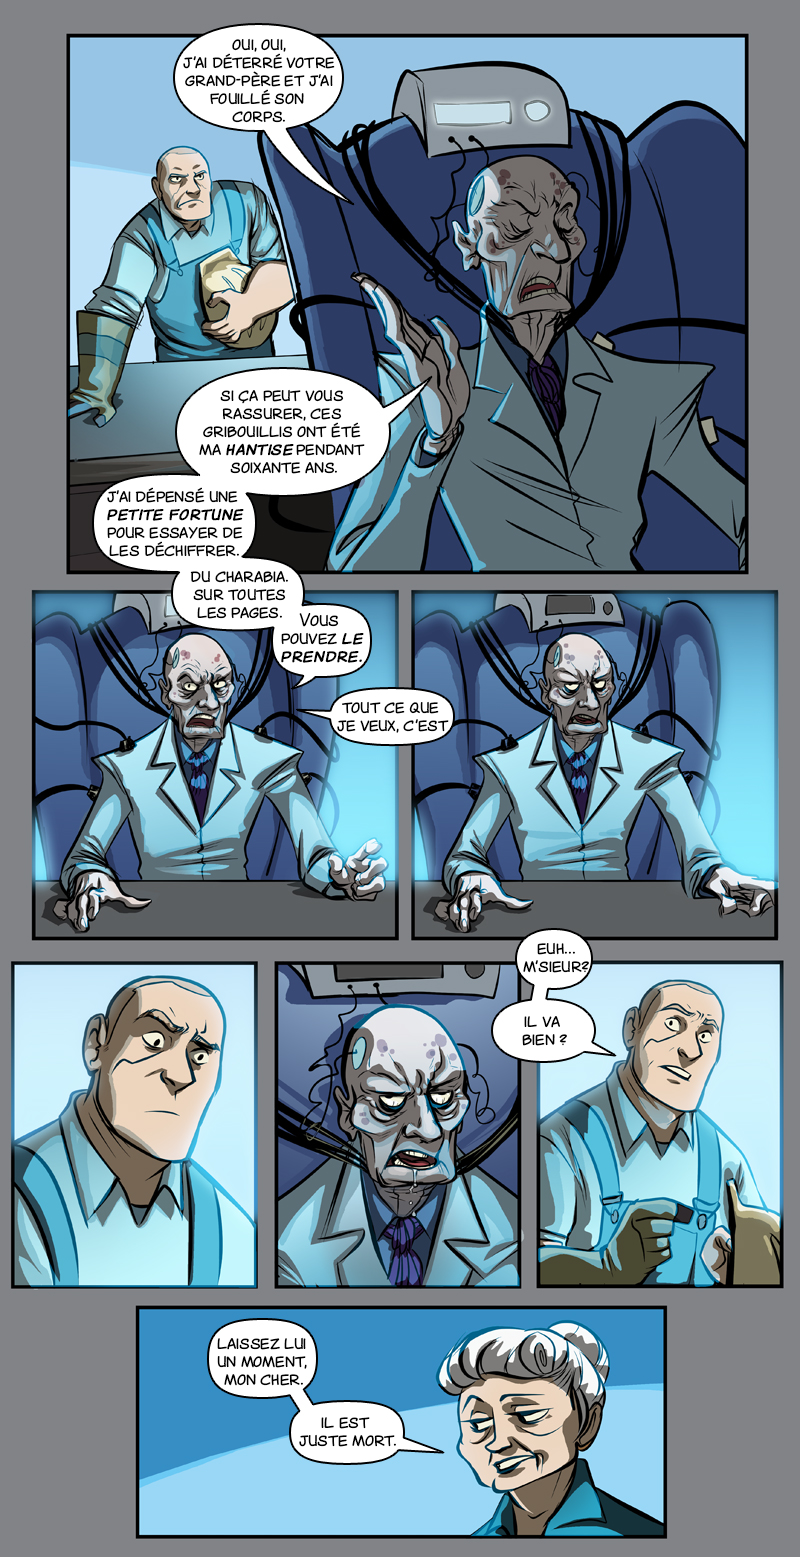 OUI, OUI,
J'AI DÉTERRÉ VOTRE
GRAND-PÈRE ET J'AI
FOUILLÉ SON
CORPS.
SI ÇA PEUT VOUS
RASSURER, CES
GRIBOUILLIS ONT ÉTÉ
MA HANTISE PENDANT
SOIXANTE ANS.
J'AI DÉPENSÉ UNE
PETITE FORTUNE
POUR ESSAYER DE
LES DÉCHIFFRER.
DU CHARABIA.
SUR TOUTES
LES PAGES.
VOUS
POUVEZ LE
PRENDRE.
TOUT CE QUE
JE VEUX, C'EST
EUH...
M'SIEUR?
IL VA
BIEN ?
LAISSEZ LUI
UN MOMENT,
MON CHER.
IL EST
JUSTE MORT.